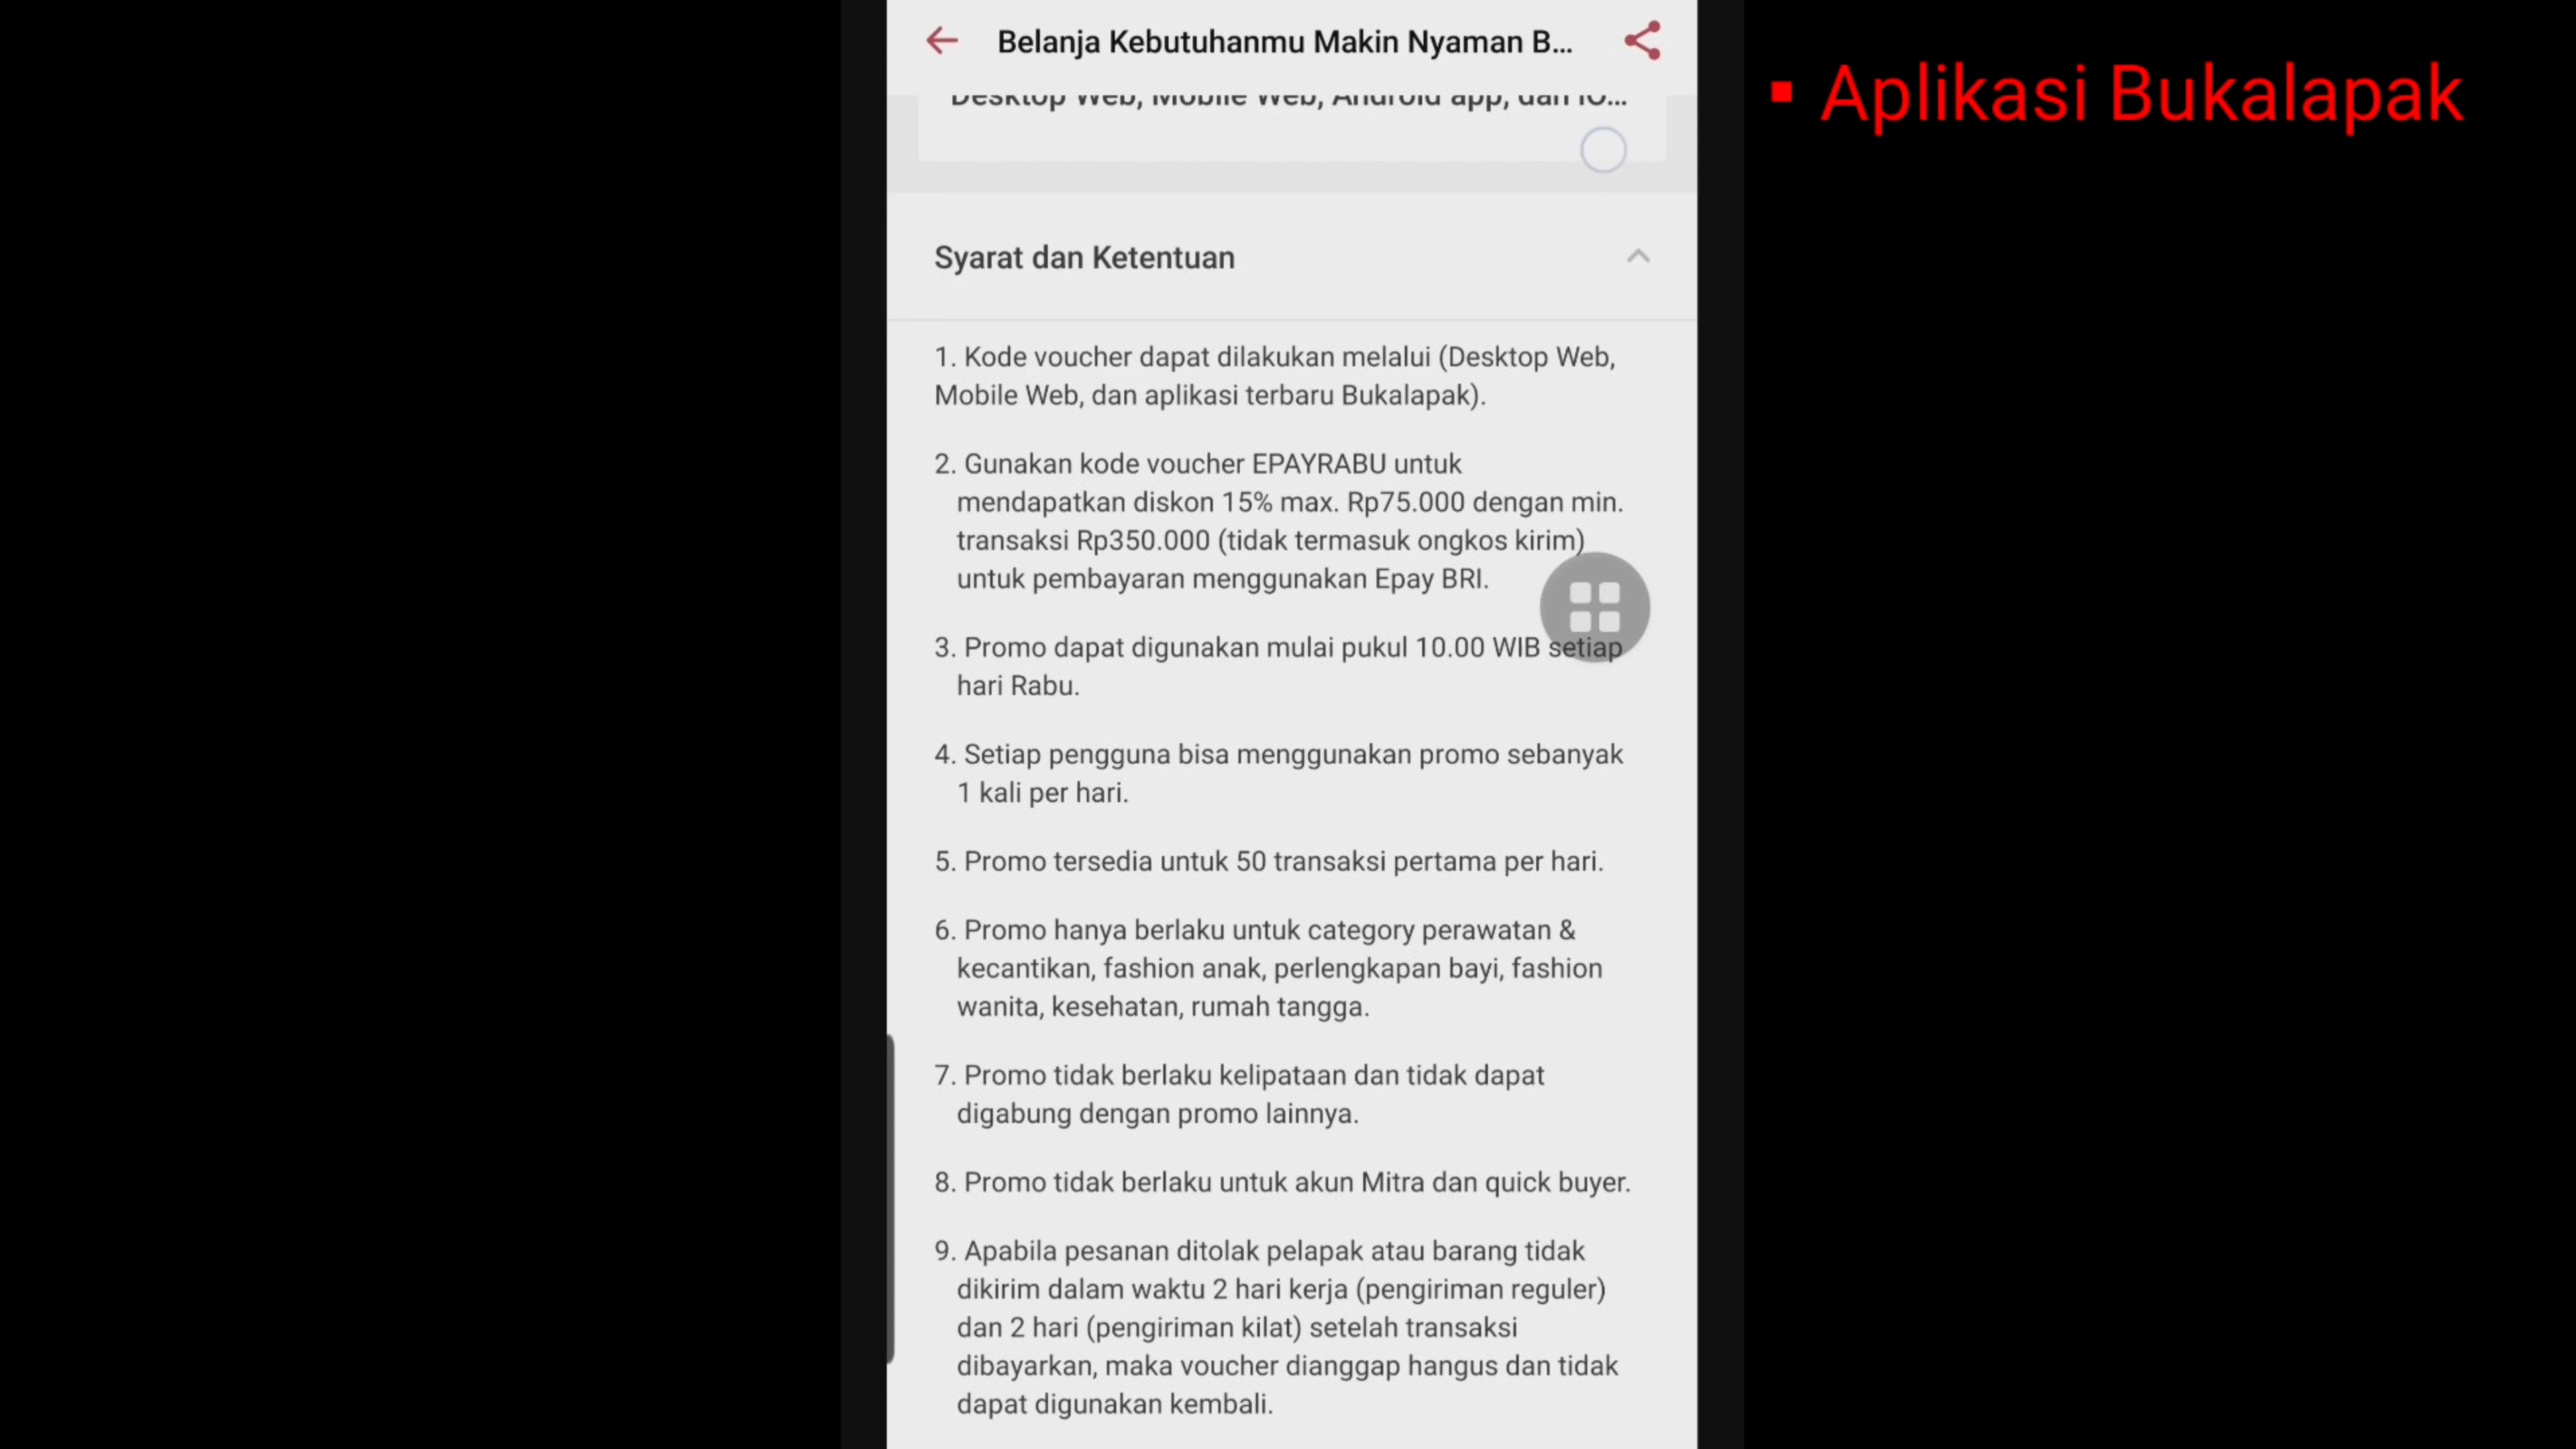 Belanja Kebutuhanmu Makin Nyaman B...
Aplikasi Bukalapak
Desktop Web, Mobile Web, Android app, dan iO...
Syarat dan Ketentuan
1. Kode voucher dapat dilakukan melalui (Desktop Web,
Mobile Web, dan aplikasi terbaru Bukalapak).
2. Gunakan kode voucher EPAYRABU untuk
mendapatkan diskon 15% max. Rp75.000 dengan min.
transaksi Rp350.000 (tidak termasuk ongkos kirim)
untuk pembayaran menggunakan Epay BRI.
3. Promo dapat digunakan mulai pukul 10.00 WIB setiap
hari Rabu.
4. Setiap pengguna bisa menggunakan promo sebanyak
1 kali per hari.
5. Promo tersedia untuk 50 transaksi pertama per hari.
6. Promo hanya berlaku untuk category perawatan &
kecantikan, fashion anak, perlengkapan bayi, fashion
wanita, kesehatan, rumah tangga.
7. Promo tidak berlaku kelipataan dan tidak dapat
digabung dengan promo lainnya.
8. Promo tidak berlaku untuk akun Mitra dan quick buyer.
9. Apabila pesanan ditolak pelapak atau barang tidak
dikirim dalam waktu 2 hari kerja (pengiriman reguler)
dan 2 hari (pengiriman kilat) setelah transaksi
dibayarkan, maka voucher dianggap hangus dan tidak
dapat digunakan kembali.